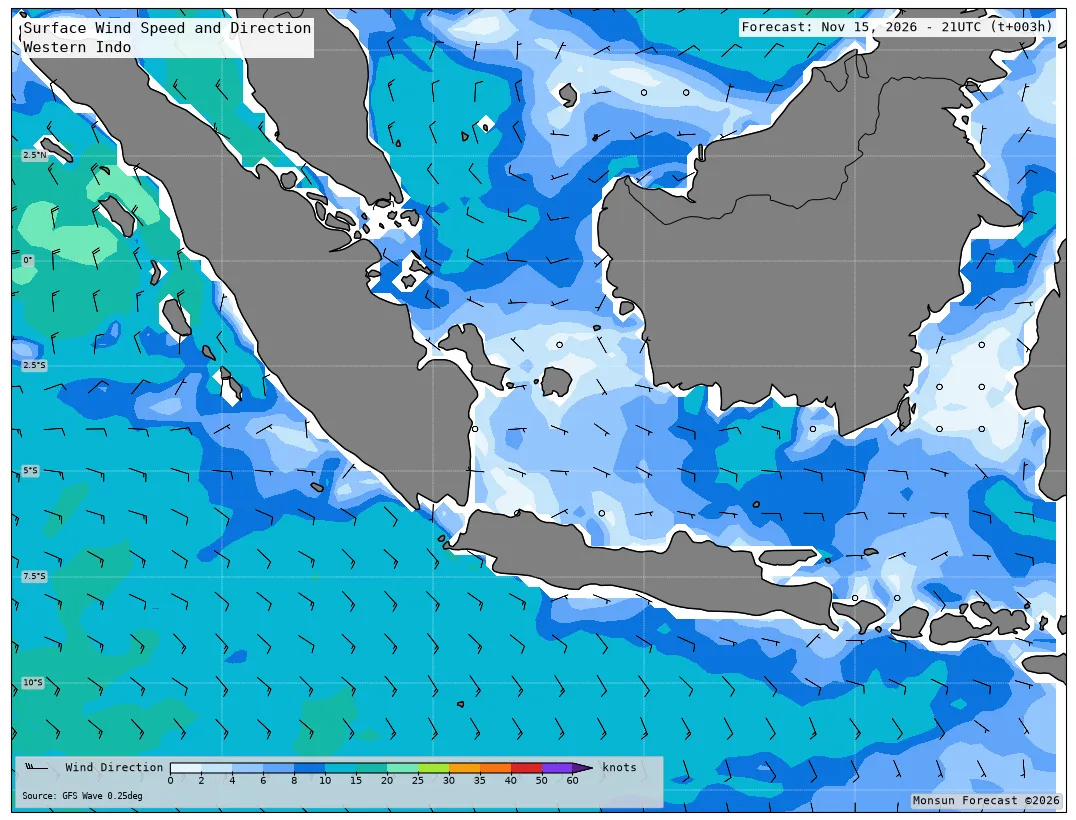 Surface Wind Speed and Direction
Western Indo
Forecast: Nov 15, 2026 - 21UTC (t+003h)
2.5°N
0°
2.5°S
5°S
7.5°S
10°S
Wind Direction
0 2 4 6 8 10 15 20 25 30 35 40 50 60
knots
Source: GFS Wave 0.25deg
Monsun Forecast ©2026